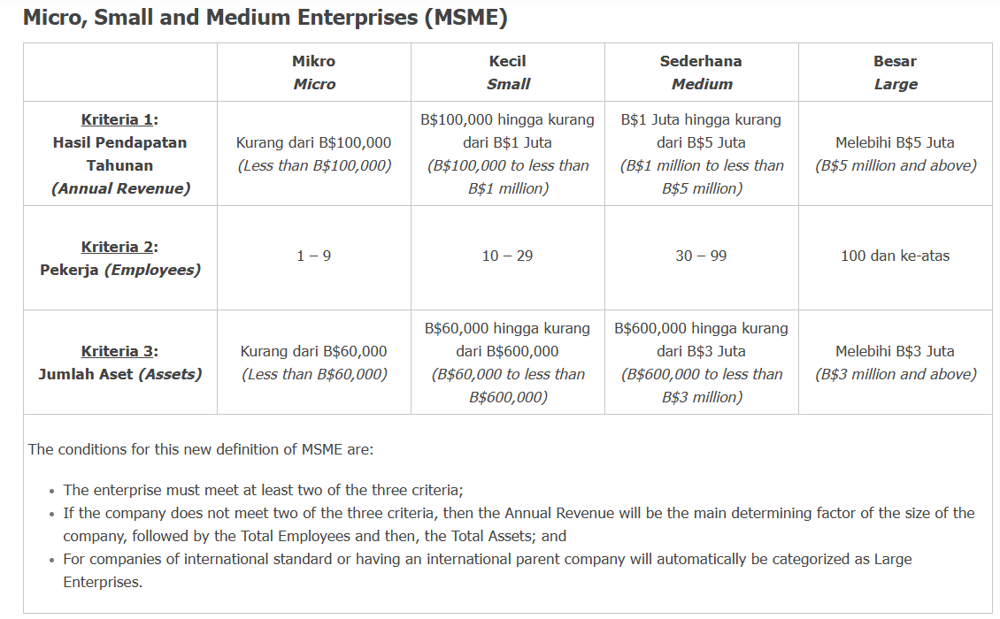 Micro, Small and Medium Enterprises (MSME)
Mikro
Micro
Kecil
Small
Sederhana
Medium
Besar
Large
Kriteria 1:
Hasil Pendapatan
Tahunan
(Annual Revenue)
Kurang dari B$100,000
(Less than B$100,000)
B$100,000 hingga kurang
dari B$1 Juta
(B$100,000 to less than
B$1 million)
B$1 Juta hingga kurang
dari B$5 Juta
(B$1 million to less than
B$5 million)
Melebihi B$5 Juta
(B$5 million and above)
Kriteria 2:
Pekerja (Employees)
1 – 9
10 – 29
30 – 99
100 dan ke-atas
Kriteria 3:
Jumlah Aset (Assets)
Kurang dari B$60,000
(Less than B$60,000)
B$60,000 hingga kurang
dari B$600,000
(B$60,000 to less than
B$600,000)
B$600,000 hingga kurang
dari B$3 Juta
(B$600,000 to less than
B$3 million)
Melebihi B$3 Juta
(B$3 million and above)
The conditions for this new definition of MSME are:
• The enterprise must meet at least two of the three criteria;
• If the company does not meet two of the three criteria, then the Annual Revenue will be the main determining factor of the size of the
company, followed by the Total Employees and then, the Total Assets; and
• For companies of international standard or having an international parent company will automatically be categorized as Large
Enterprises.